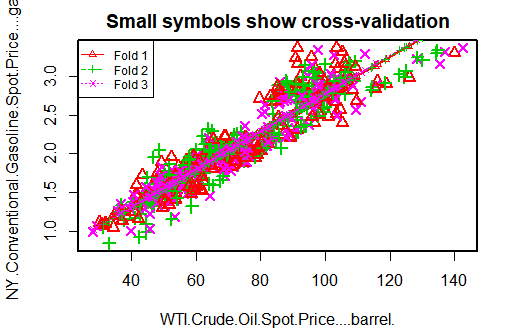 Small symbols show cross-validation
NY.Conventional.Gasoline.Spot.Price....ga
Fold 1
Fold 2
Fold 3
3.0
2.5
2.0
1.5
1.0
40 60 80 100 120 140
WTI.Crude.Oil.Spot.Price....barrel.